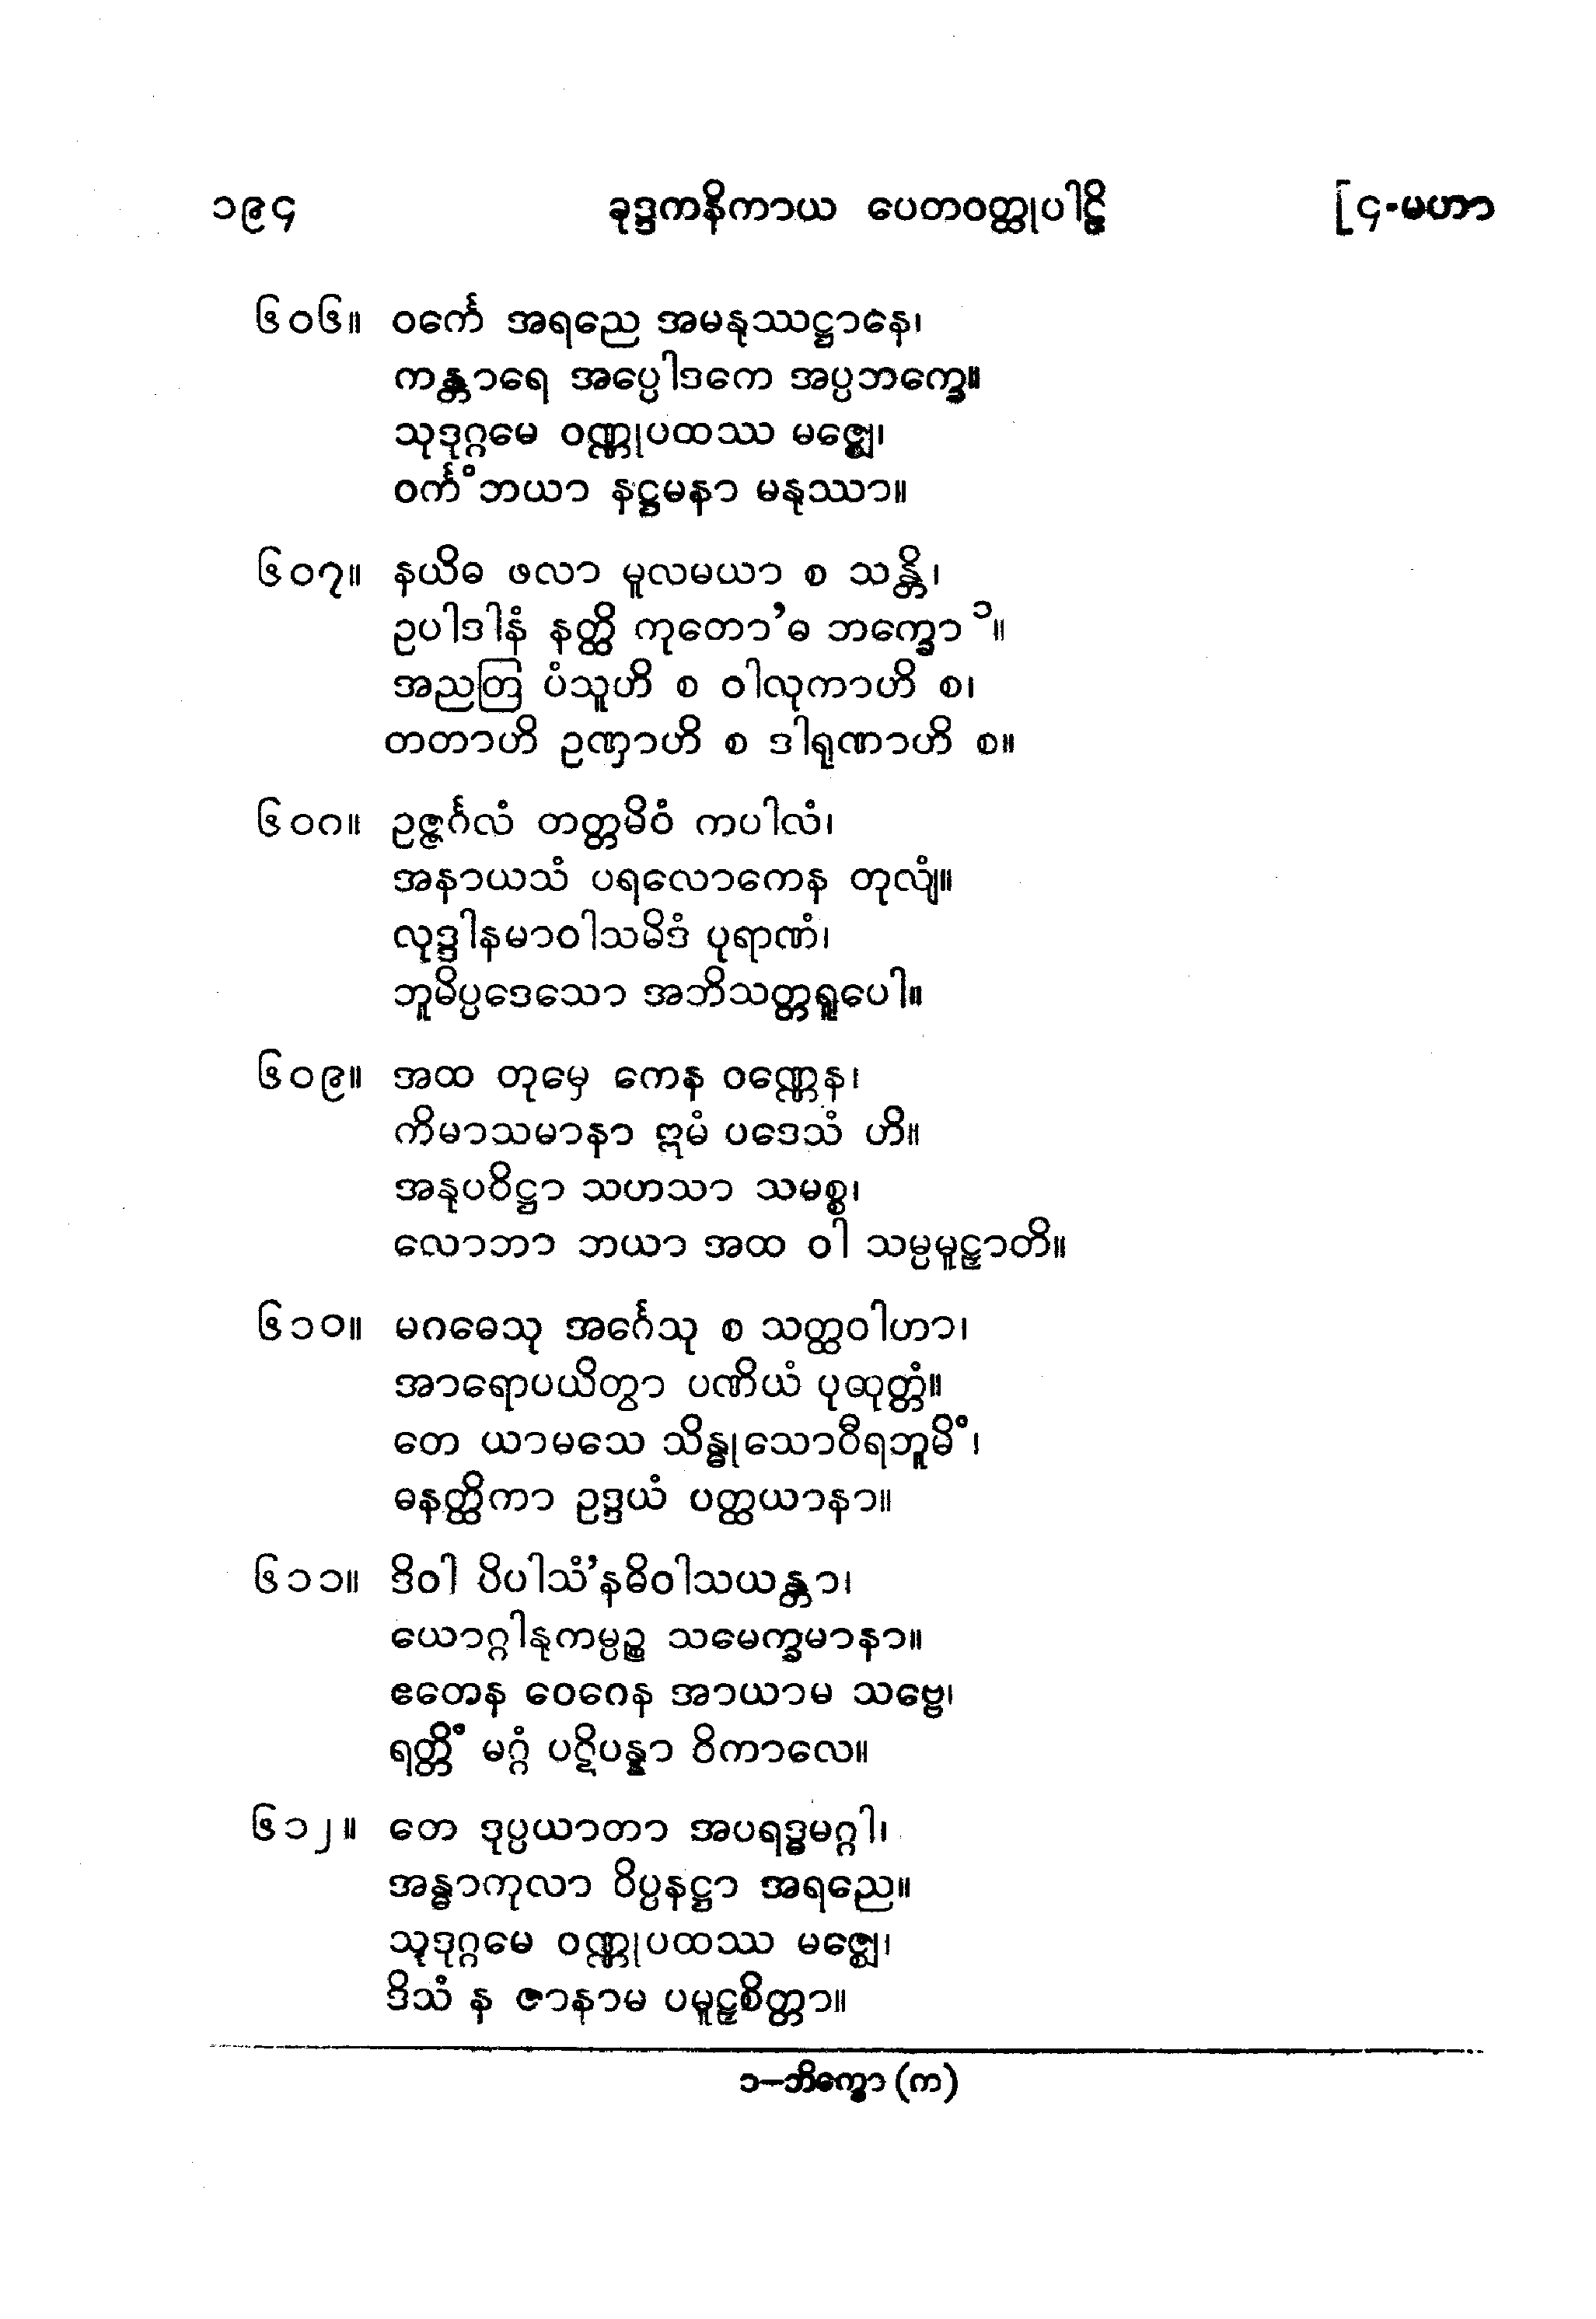 ၁၉၄ ခုဒ္ဒကနိကာယ ပေတဝတ္ထုပါဠိ [၄-မဟာ
၆၀၆။ ဝင်္ကေ အရညေ အမနုဿဋ္ဌာနေ၊
ကန္တာရေ အပ္ပေါဒကေ အပ္ပဘက္ခေ။
သုဒုဂ္ဂမေ ဝဏ္ဏုပထဿ မဇ္ဈေ၊
ဝင်္ကံ ဘယာ နဋ္ဌမနာ မနုဿာ။
၆၀၇။ နယိဓ ဖလာ မူလမယာ စ သန္တိ၊
ဥပါဒါနံ နတ္ထိ ကုတော’ဓ ဘက္ခော ၁။
အညတြ ပံသူဟိ စ ဝါလုကာဟိ စ၊
တတာဟိ ဥဏှာဟိ စ ဒါရုဏာဟိ စ။
၆၀၈။ ဥဇ္ဇင်္ဂလံ တတ္တမိဝံ ကပါလံ၊
အနာယသံ ပရလောကေန တုလျံ။
လုဒ္ဒါနမာဝါသမိဒံ ပုရာဏံ၊
ဘူမိပ္ပဒေသော အဘိသတ္တရူပေါ။
၆၀၉။ အထ တုမှေ ကေန ဝဏ္ဏေန၊
ကိမာသမာနာ ဣမံ ပဒေသံ ဟိ။
အနုပဝိဋ္ဌာ သဟသာ သမစ္စ၊
လောဘာ ဘယာ အထ ဝါ သမ္ပမူဠှာတိ။
၆၁၀။ မဂဓေသု အင်္ဂေသု စ သတ္ထဝါဟာ၊
အာရောပယိတွာ ပဏိယံ ပုထုတ္တံ။
တေ ယာမသေ သိန္ဓုသောဝီရဘူမိံ၊
ဓနတ္ထိကာ ဥဒ္ဒယံ ပတ္ထယာနာ။
၆၁၁။ ဒိဝါ ပိပါသံ’နဓိဝါသယန္တာ၊
ယောဂ္ဂါနုကမ္ပဉ္စ သမေက္ခမာနာ။
ဧတေန ဝေဂေန အာယာမ သဗ္ဗေ၊
ရတ္တိံ မဂ္ဂံ ပဋိပန္နာ ဝိကာလေ။
၆၁၂။ တေ ဒုပ္ပယာတာ အပရဒ္ဓမဂ္ဂါ၊
အန္ဓာကုလာ ဝိပ္ပနဋ္ဌာ အရညေ။
သုဒုဂ္ဂမေ ဝဏ္ဏုပထဿ မဇ္ဈေ၊
ဒိသံ န ဇာနာမ ပမူဠှစိတ္တာ။
၁-ဘိက္ခော (က)